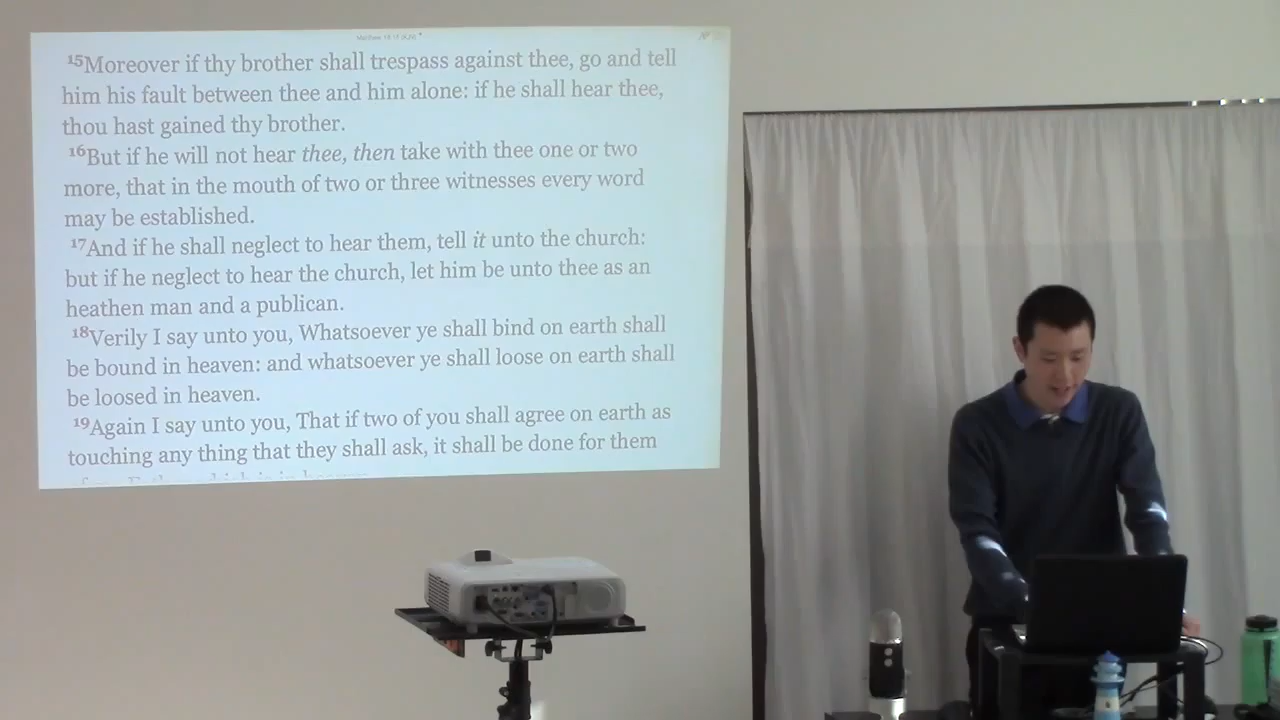 Matthew 18:15 (KJV)
¹⁵Moreover if thy brother shall trespass against thee, go and tell
him his fault between thee and him alone: if he shall hear thee,
thou hast gained thy brother.
¹⁶But if he will not hear thee, then take with thee one or two
more, that in the mouth of two or three witnesses every word
may be established.
¹⁷And if he shall neglect to hear them, tell it unto the church:
but if he neglect to hear the church, let him be unto thee as an
heathen man and a publican.
¹⁸Verily I say unto you, Whatsoever ye shall bind on earth shall
be bound in heaven: and whatsoever ye shall loose on earth shall
be loosed in heaven.
¹⁹Again I say unto you, That if two of you shall agree on earth as
touching any thing that they shall ask, it shall be done for them